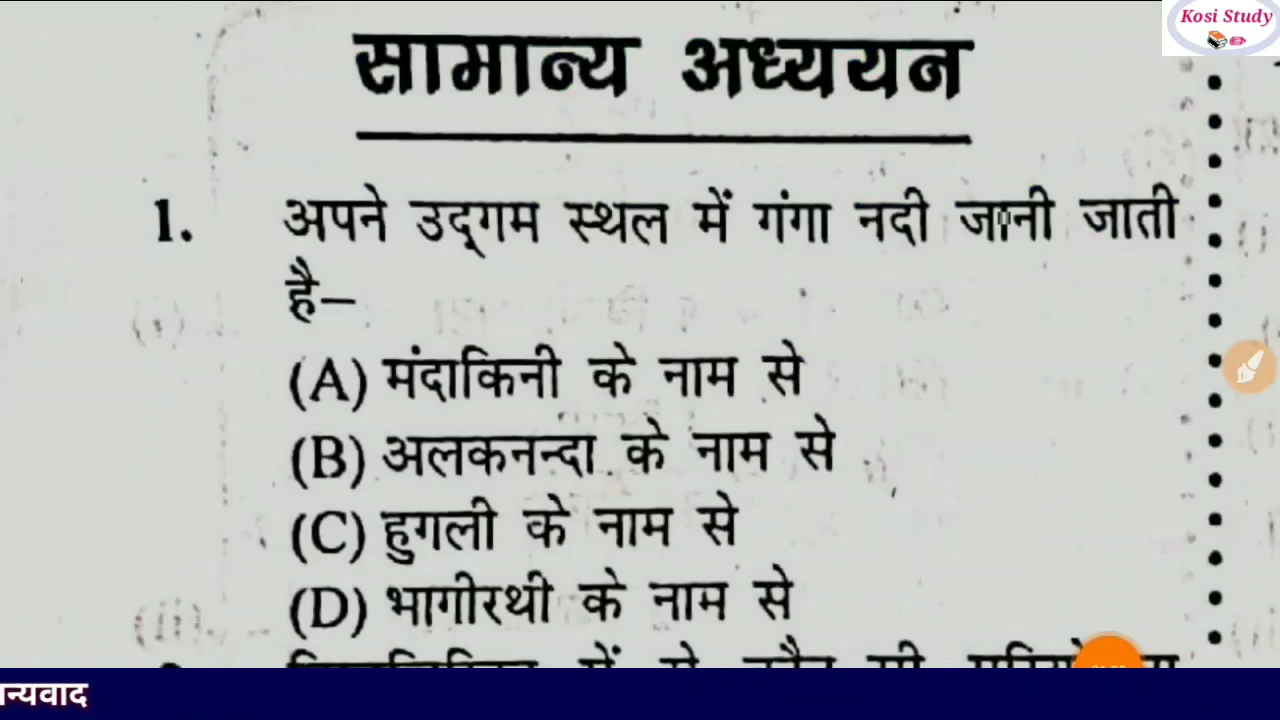 Kosi Study
सामान्य अध्ययन
1. अपने उद्‌गम स्थल में गंगा नदी जानी जाती
है–
(A) मंदाकिनी के नाम से
(B) अलकनन्दा के नाम से
(C) हुगली के नाम से
(D) भागीरथी के नाम से
न्यवाद